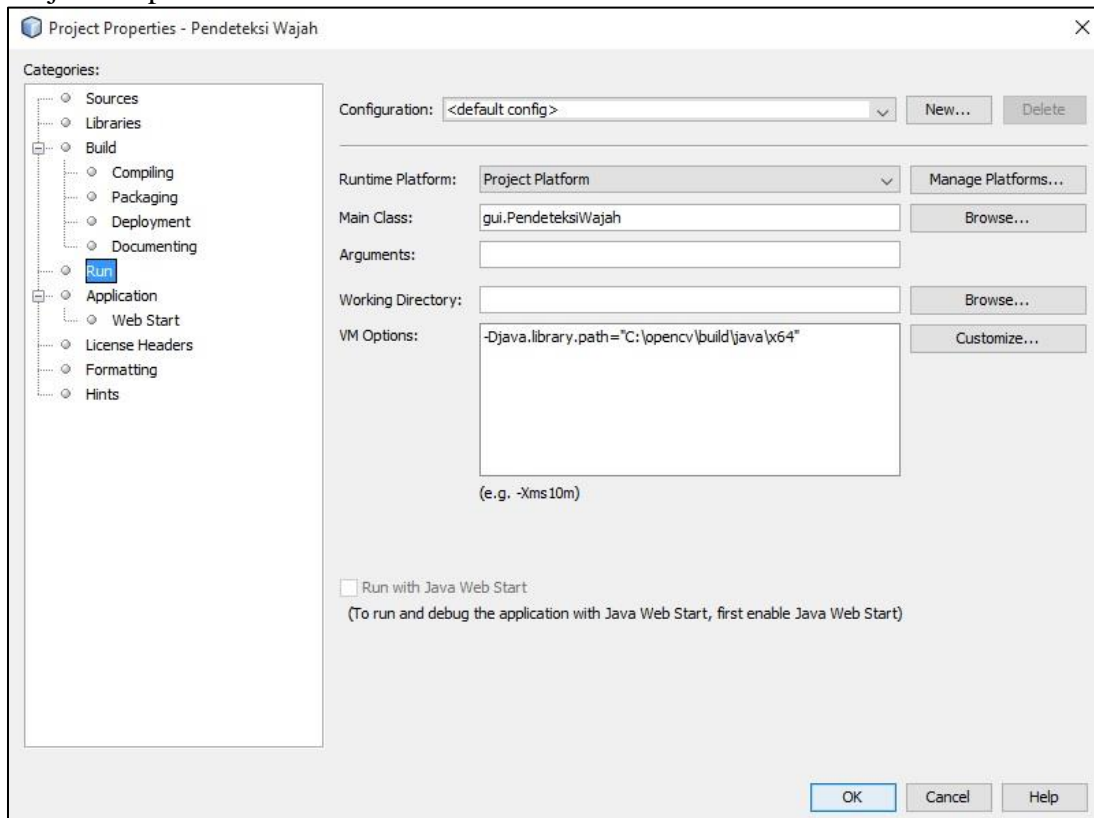 Project Properties - Pendeteksi Wajah
Categories:
Sources
Libraries
Build
Compiling
Packaging
Deployment
Documenting
Run
Application
Web Start
License Headers
Formatting
Hints
Configuration: <default config> New... Delete
Runtime Platform: Project Platform Manage Platforms...
Main Class: gui.PendeteksiWajah Browse...
Arguments:
Working Directory: Browse...
VM Options: -Djava.library.path="C:\opencv\build\java\x64" Customize...
(e.g. -Xms10m)
Run with Java Web Start
(To run and debug the application with Java Web Start, first enable Java Web Start)
OK Cancel Help